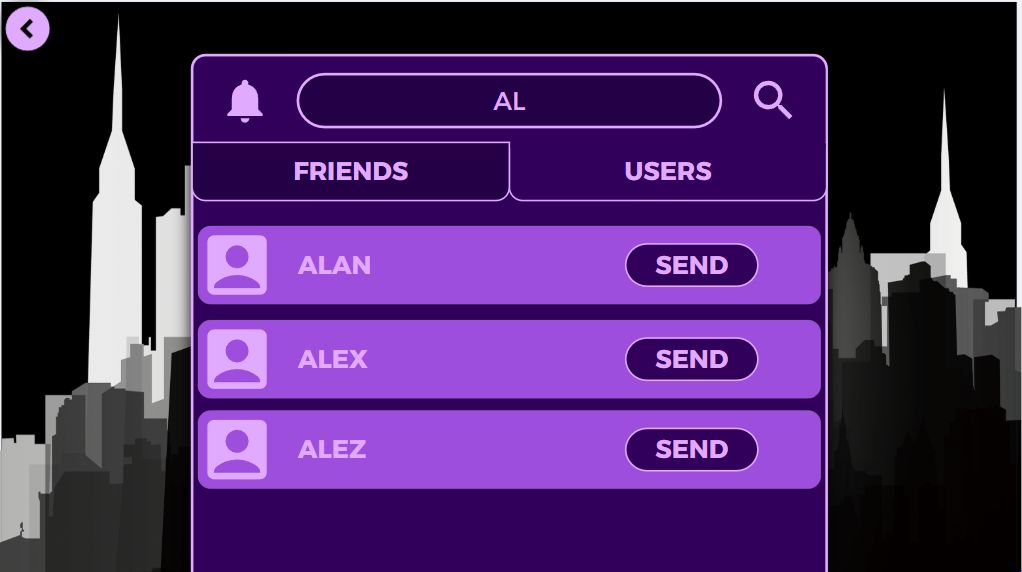 AL
FRIENDS USERS
ALAN SEND
ALEX SEND
ALEZ SEND